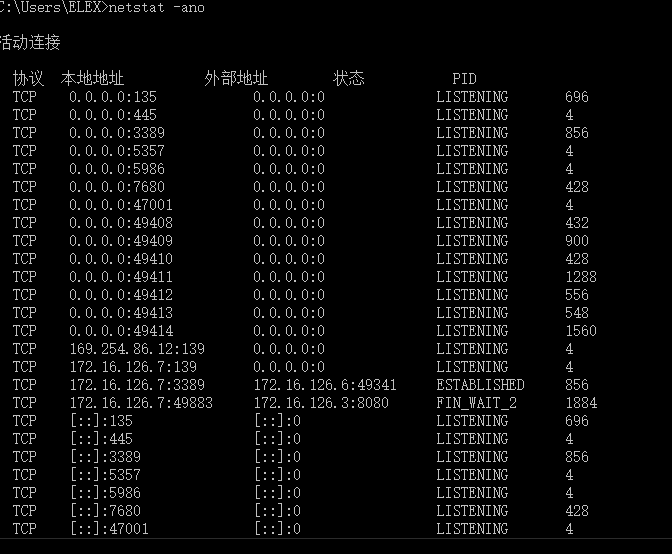 C:\Users\ELEX>netstat -ano
活动连接
协议 本地地址 外部地址 状态 PID
TCP 0.0.0.0:135 0.0.0.0:0 LISTENING 696
TCP 0.0.0.0:445 0.0.0.0:0 LISTENING 4
TCP 0.0.0.0:3389 0.0.0.0:0 LISTENING 856
TCP 0.0.0.0:5357 0.0.0.0:0 LISTENING 4
TCP 0.0.0.0:5986 0.0.0.0:0 LISTENING 4
TCP 0.0.0.0:7680 0.0.0.0:0 LISTENING 428
TCP 0.0.0.0:47001 0.0.0.0:0 LISTENING 4
TCP 0.0.0.0:49408 0.0.0.0:0 LISTENING 432
TCP 0.0.0.0:49409 0.0.0.0:0 LISTENING 900
TCP 0.0.0.0:49410 0.0.0.0:0 LISTENING 428
TCP 0.0.0.0:49411 0.0.0.0:0 LISTENING 1288
TCP 0.0.0.0:49412 0.0.0.0:0 LISTENING 556
TCP 0.0.0.0:49413 0.0.0.0:0 LISTENING 548
TCP 0.0.0.0:49414 0.0.0.0:0 LISTENING 1560
TCP 169.254.86.12:139 0.0.0.0:0 LISTENING 4
TCP 172.16.126.7:139 0.0.0.0:0 LISTENING 4
TCP 172.16.126.7:3389 172.16.126.6:49341 ESTABLISHED 856
TCP 172.16.126.7:49883 172.16.126.3:8080 FIN_WAIT_2 1884
TCP [::]:135 [::]:0 LISTENING 696
TCP [::]:445 [::]:0 LISTENING 4
TCP [::]:3389 [::]:0 LISTENING 856
TCP [::]:5357 [::]:0 LISTENING 4
TCP [::]:5986 [::]:0 LISTENING 4
TCP [::]:7680 [::]:0 LISTENING 428
TCP [::]:47001 [::]:0 LISTENING 4